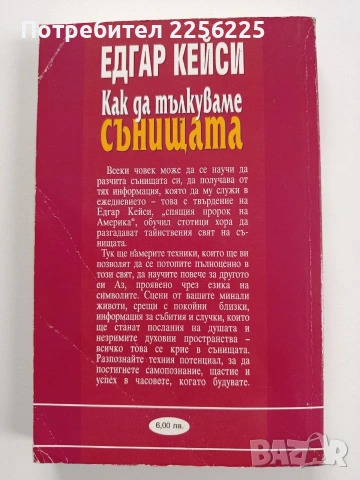 Потребител 2256225
ЕДГАР КЕЙСИ
Как да тълкуваме
СЪНИЩАТА
Всеки човек може да се научи да
разчита сънищата си, да получава от
тях информация, която да му служи в
ежедневието – това е твърдение на
Едгар Кейси, „спящия пророк на
Америка“, обучил стотици хора да
разгадават тайнствения свят на съ-
нищата.
Тук ще намерите техники, които ще ви
позволят да се потопите пълноценно в
този свят, да научите повече за другото
си Аз, проявено чрез езика на
символите. Сцени от вашите минали
животи, срещи с покойни близки,
информация за събития и случки, които
ще станат послания на душата и
незримите духовни пространства –
всичко това се крие в сънищата.
Разпознайте техния потенциал, за да
постигнете самопознание, щастие и
успех в часовете, когато будувате.
6,00 лв.
BAZAR